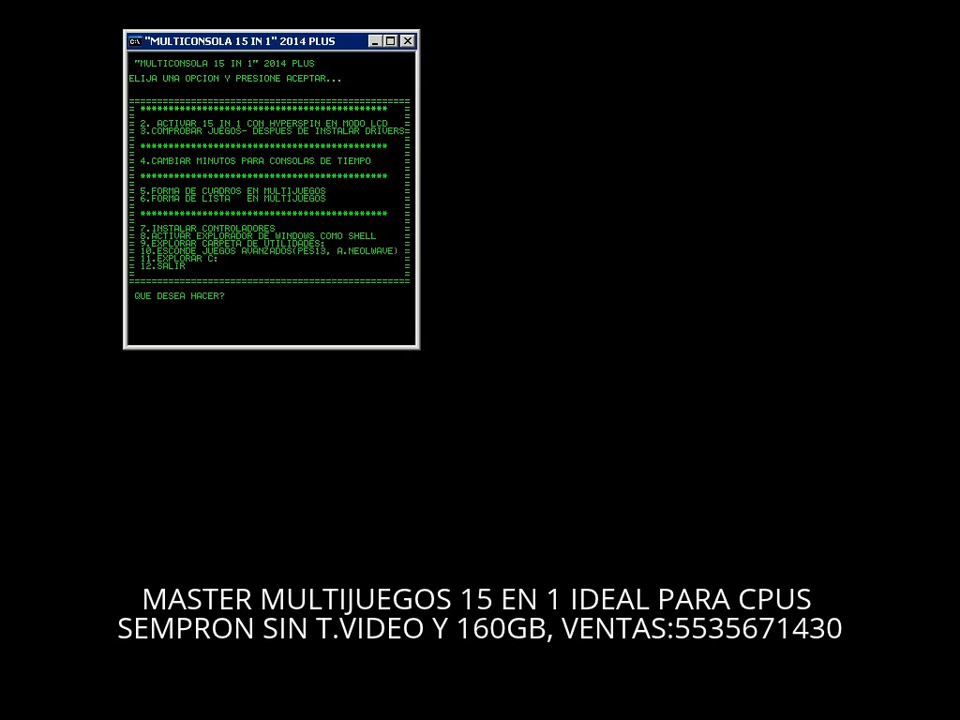 "MULTICONSOLA 15 IN 1" 2014 PLUS
"MULTICONSOLA 15 IN 1" 2014 PLUS
ELIJA UNA OPCION Y PRESIONE ACEPTAR...
2. ACTIVAR 15 IN 1 CON HYPERSPIN EN MODO LCD
3.COMPROBAR JUEGOS- DESPUES DE INSTALAR DRIVERS
4.CAMBIAR MINUTOS PARA CONSOLAS DE TIEMPO
5.FORMA DE CUADROS EN MULTIJUEGOS
6.FORMA DE LISTA EN MULTIJUEGOS
7.INSTALAR CONTROLADORES
8.ACTIVAR EXPLORADOR DE WINDOWS COMO SHELL
9.EXPLORAR CARPETA DE UTILIDADES:
10.ESCONDE JUEGOS AVANZADOS(PES13, A.NEOLWAVE)
11.EXPLORAR C:
12.SALIR
QUE DESEA HACER?
MASTER MULTIJUEGOS 15 EN 1 IDEAL PARA CPUS
SEMPRON SIN T.VIDEO Y 160GB, VENTAS:5535671430